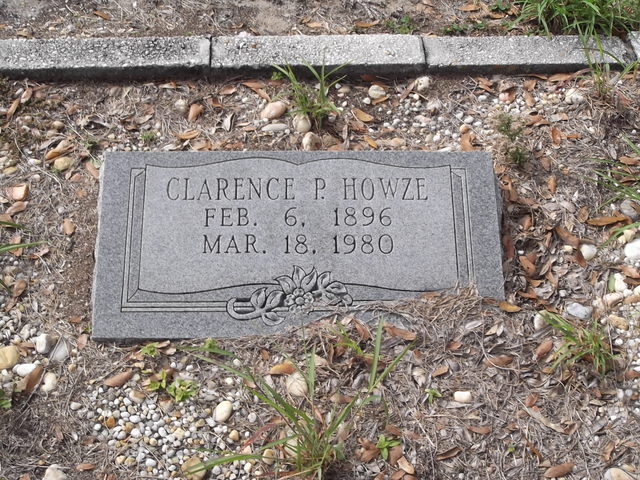 CLARENCE P. HOWZE
FEB. 6, 1896
MAR. 18, 1980